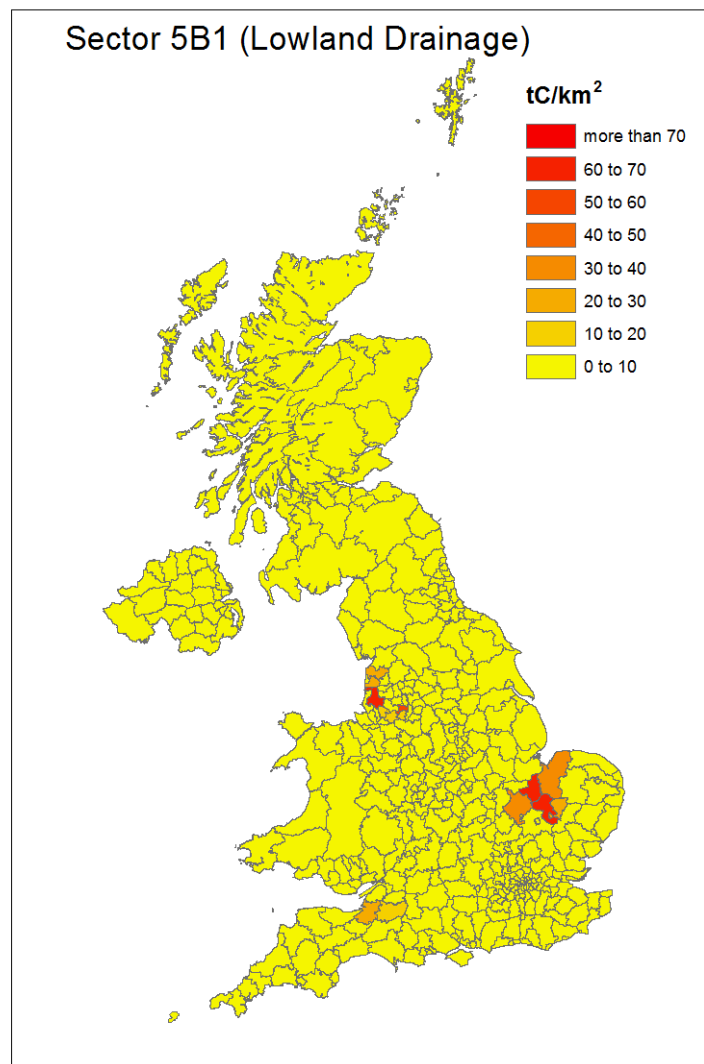 Sector 5B1 (Lowland Drainage)
tC/km²
more than 70
60 to 70
50 to 60
40 to 50
30 to 40
20 to 30
10 to 20
0 to 10